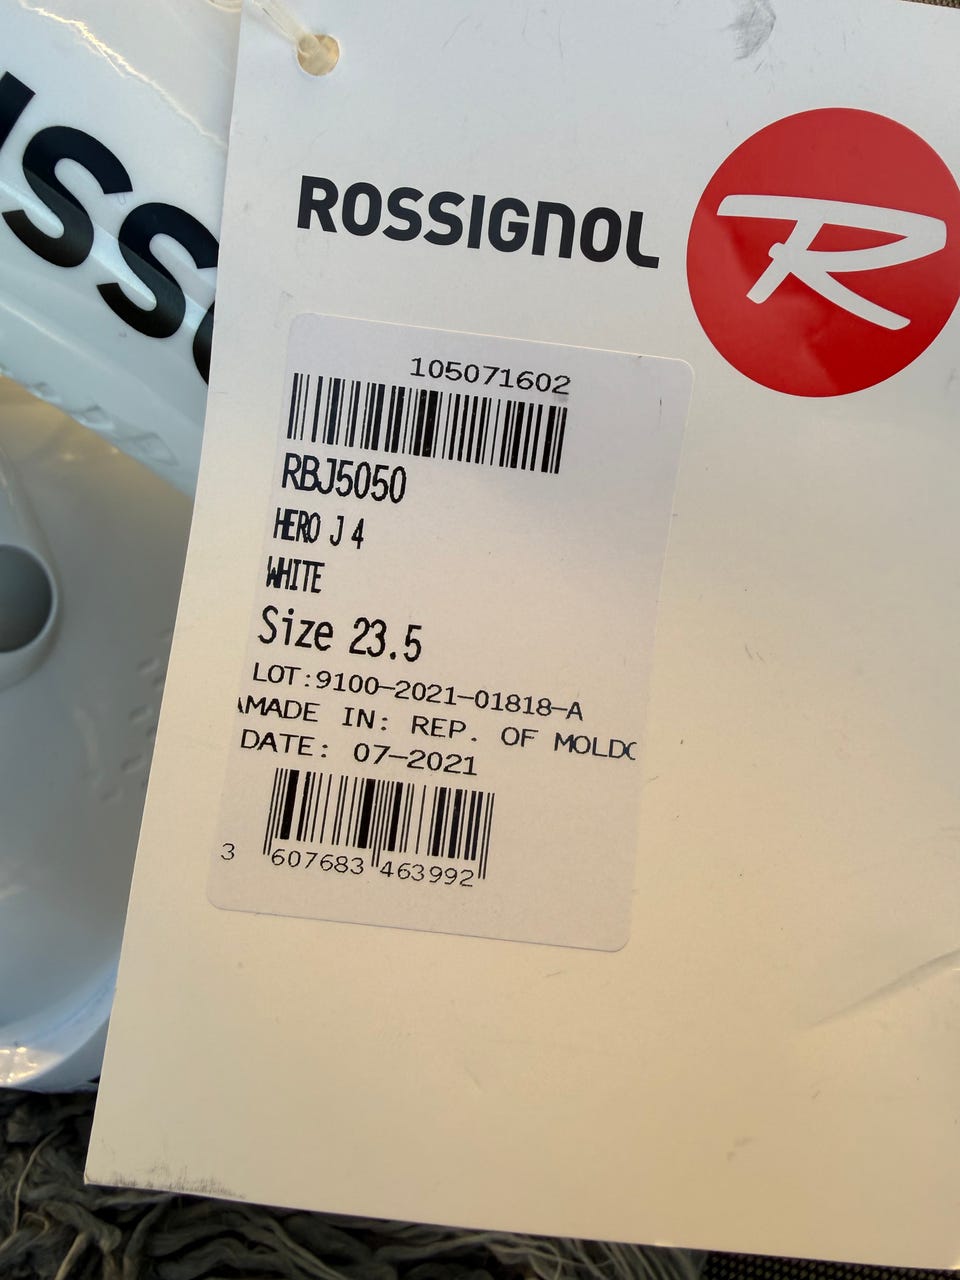 ROSSIGNOL
R
105071602
RBJ5050
HERO J 4
WHITE
Size 23.5
LOT:9100-2021-01818-A
MADE IN: REP. OF MOLDO
DATE: 07-2021
3 607683 463992